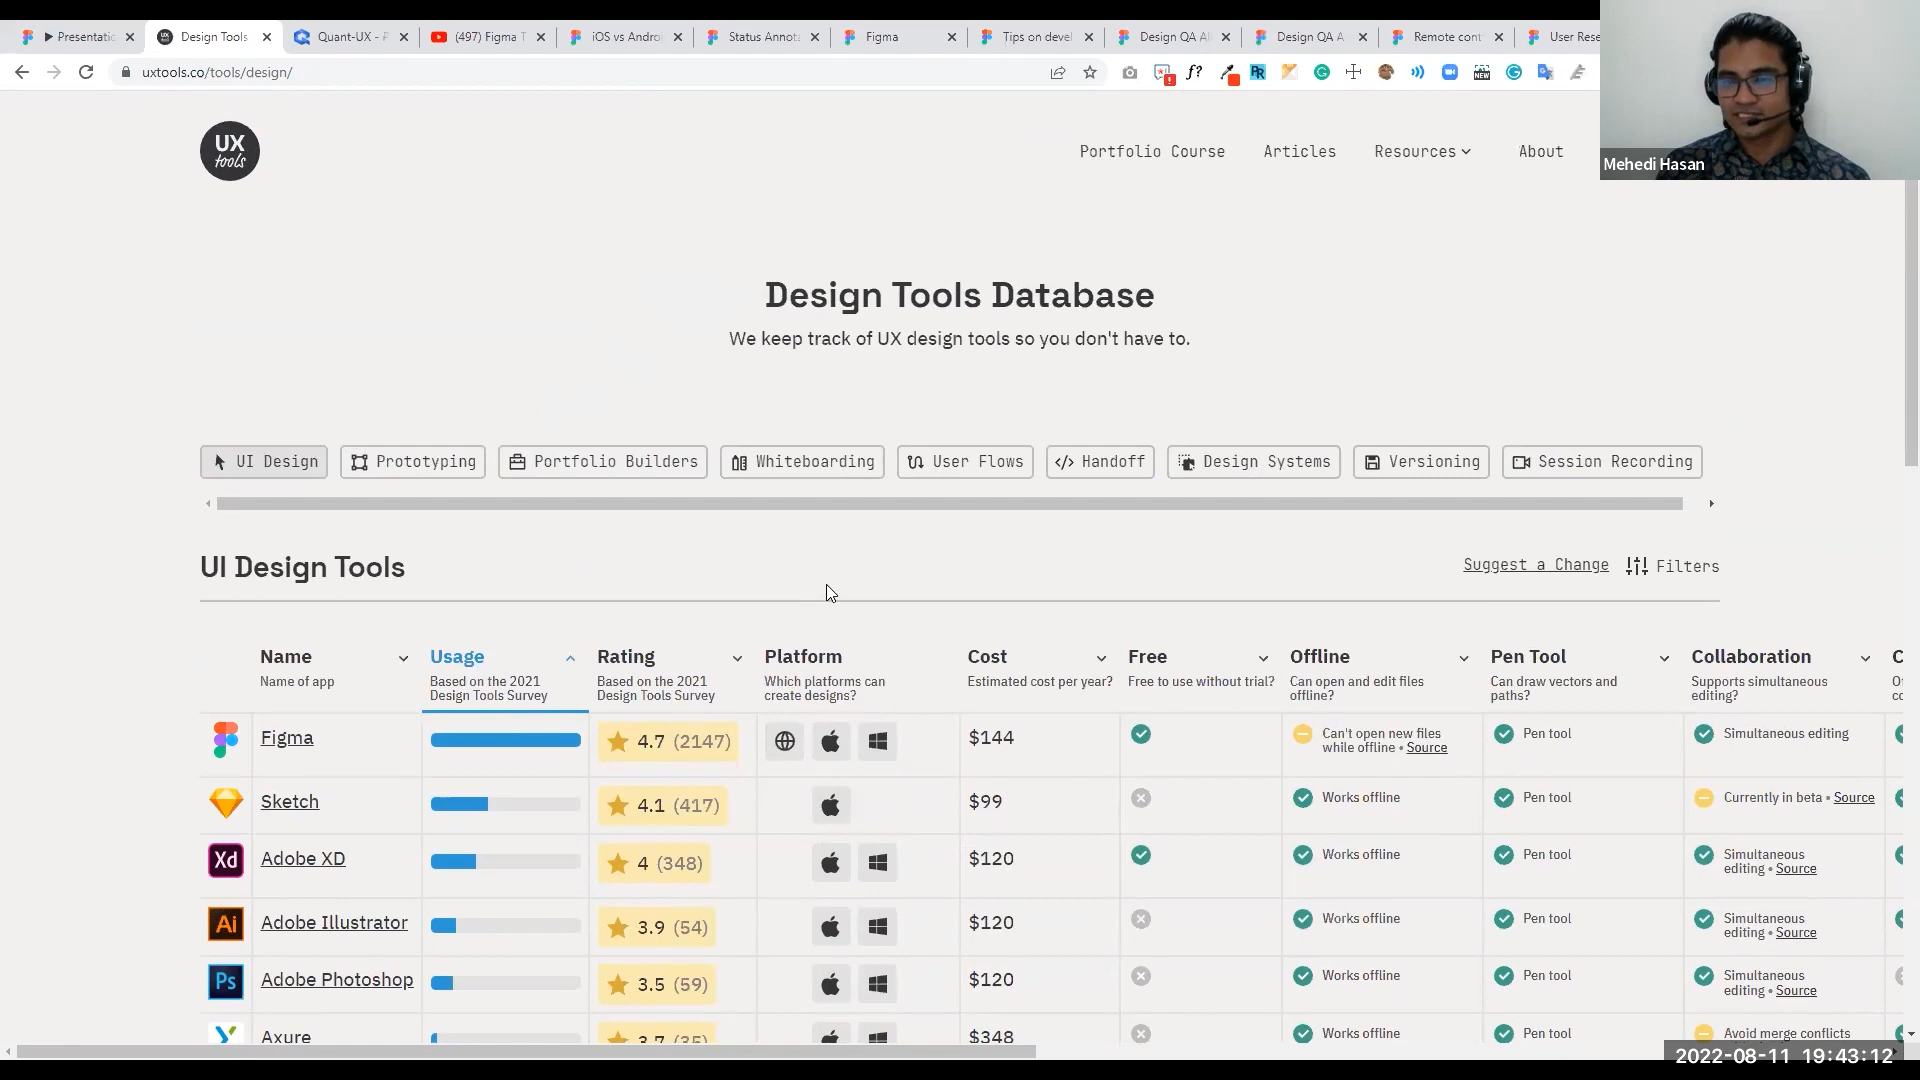 ▶ Presentatic
Design Tools
Quant-UX - P
(497) Figma T
iOS vs Andro
Status Annot
Figma
Tips on devel
Design QA A
Design QA A
Remote cont
User Rese
uxtools.co/tools/design/
Mehedi Hasan
UX
tools
Portfolio Course
Articles
Resources
About
Design Tools Database
We keep track of UX design tools so you don't have to.
UI Design
Prototyping
Portfolio Builders
Whiteboarding
User Flows
Handoff
Design Systems
Versioning
Session Recording
UI Design Tools
Suggest a Change
Filters
Name
Name of app
Usage
Based on the 2021
Design Tools Survey
Rating
Based on the 2021
Design Tools Survey
Platform
Which platforms can
create designs?
Cost
Estimated cost per year?
Free
Free to use without trial?
Offline
Can open and edit files
offline?
Pen Tool
Can draw vectors and
paths?
Collaboration
Supports simultaneous
editing?
Figma
4.7 (2147)
$144
Can't open new files
while offline • Source
Pen tool
Simultaneous editing
Sketch
4.1 (417)
$99
Works offline
Pen tool
Currently in beta • Source
Xd
Adobe XD
4 (348)
$120
Works offline
Pen tool
Simultaneous
editing • Source
Ai
Adobe Illustrator
3.9 (54)
$120
Works offline
Pen tool
Simultaneous
editing • Source
Ps
Adobe Photoshop
3.5 (59)
$120
Works offline
Pen tool
Simultaneous
editing • Source
Axure
3.7 (35)
$348
Works offline
Pen tool
Avoid merge conflicts
2022-08-11 19:43:12